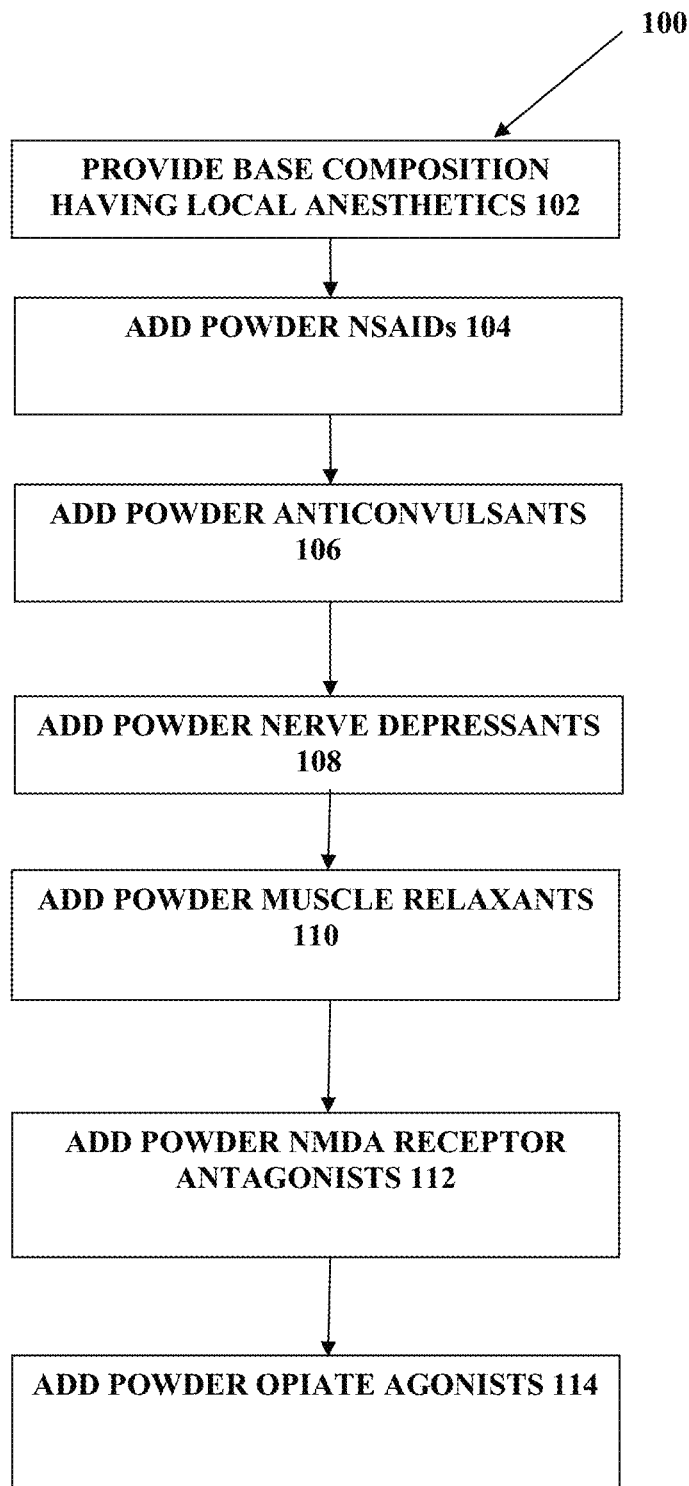 100
PROVIDE BASE COMPOSITION
HAVING LOCAL ANESTHETICS 102
ADD POWDER NSAIDs 104
ADD POWDER ANTICONVULSANTS
106
ADD POWDER NERVE DEPRESSANTS
108
ADD POWDER MUSCLE RELAXANTS
110
ADD POWDER NMDA RECEPTOR
ANTAGONISTS 112
ADD POWDER OPIATE AGONISTS 114